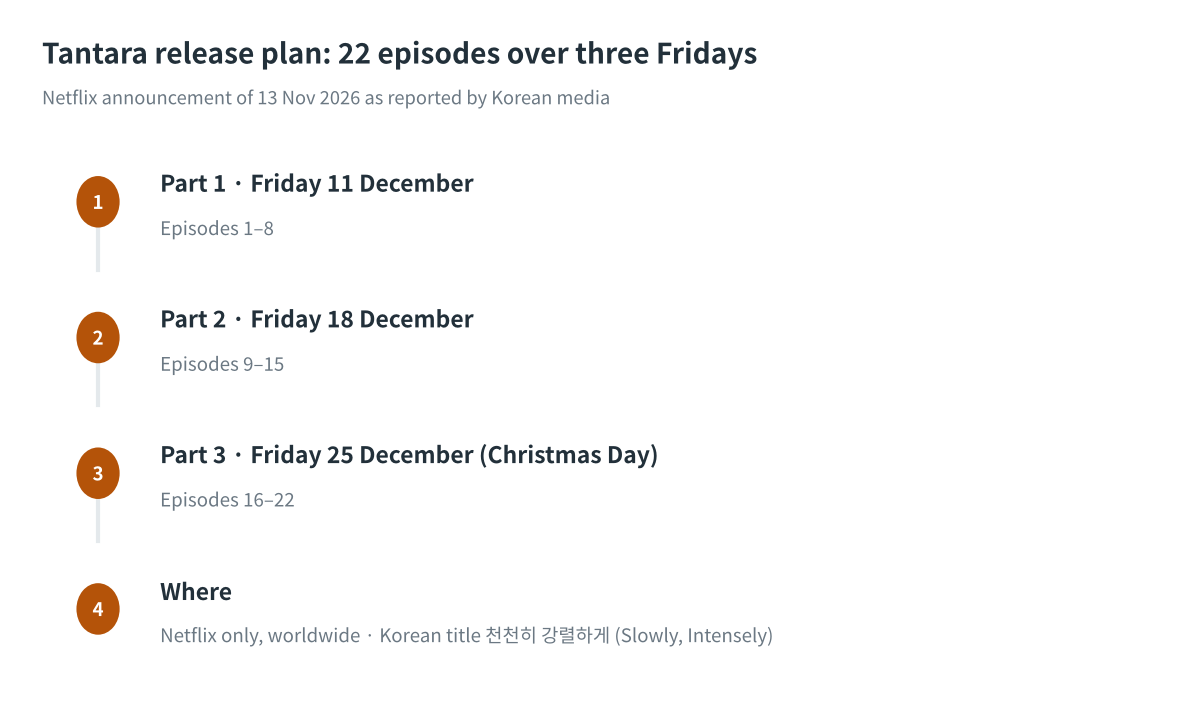 Tantara release plan: 22 episodes over three Fridays
Netflix announcement of 13 Nov 2026 as reported by Korean media
1
Part 1 · Friday 11 December
Episodes 1–8
2
Part 2 · Friday 18 December
Episodes 9–15
3
Part 3 · Friday 25 December (Christmas Day)
Episodes 16–22
4
Where
Netflix only, worldwide · Korean title 천천히 강렬하게 (Slowly, Intensely)